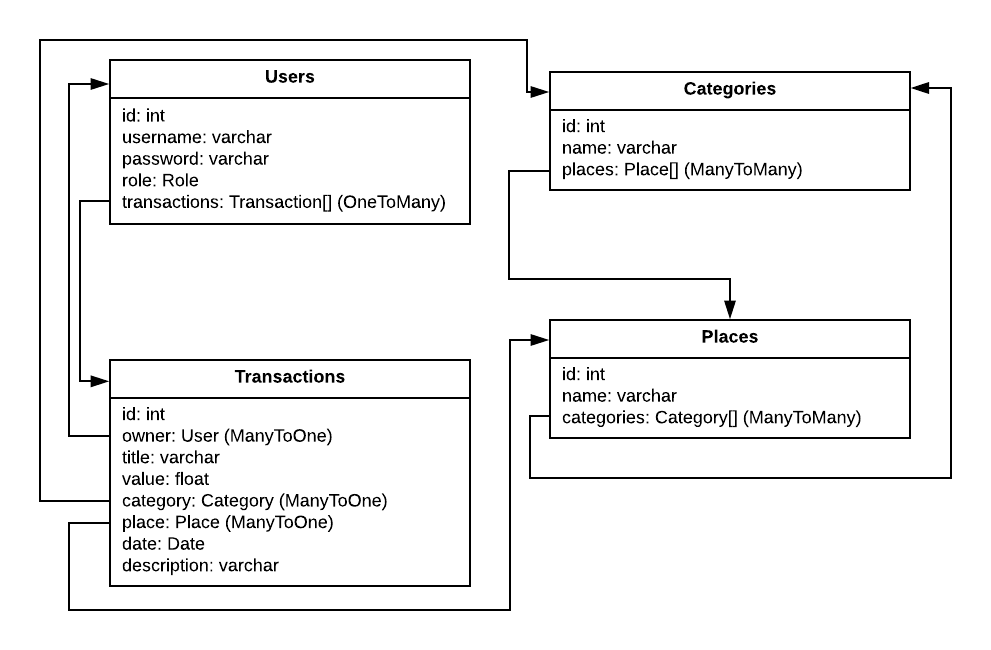 Users
id: int
username: varchar
password: varchar
role: Role
transactions: Transaction[] (OneToMany)
Categories
id: int
name: varchar
places: Place[] (ManyToMany)
Transactions
id: int
owner: User (ManyToOne)
title: varchar
value: float
category: Category (ManyToOne)
place: Place (ManyToOne)
date: Date
description: varchar
Places
id: int
name: varchar
categories: Category[] (ManyToMany)